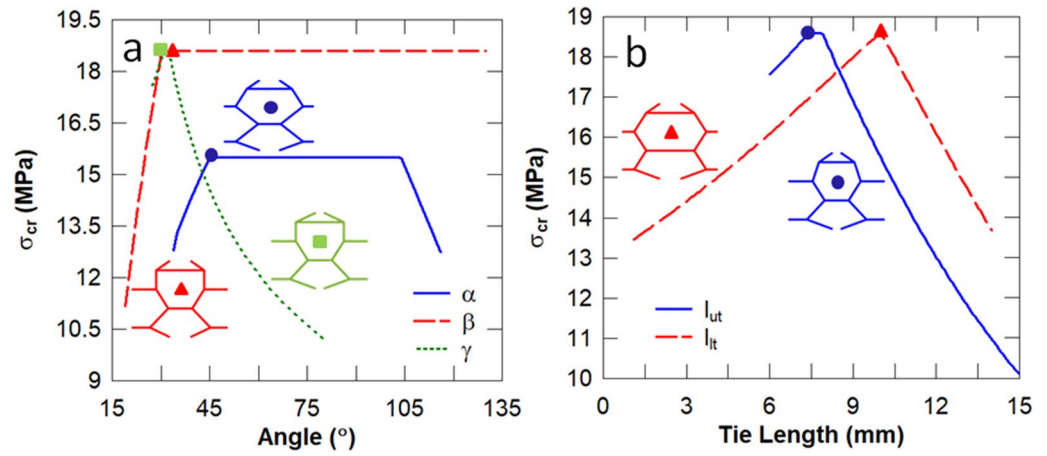 a
19.5
18
16.5
15
13.5
12
10.5
9
σcr (MPa)
15 45 75 105 135
Angle (°)
α
β
γ
b
19
18
17
16
15
14
13
12
11
10
σcr (MPa)
0 3 6 9 12 15
Tie Length (mm)
lut
llt